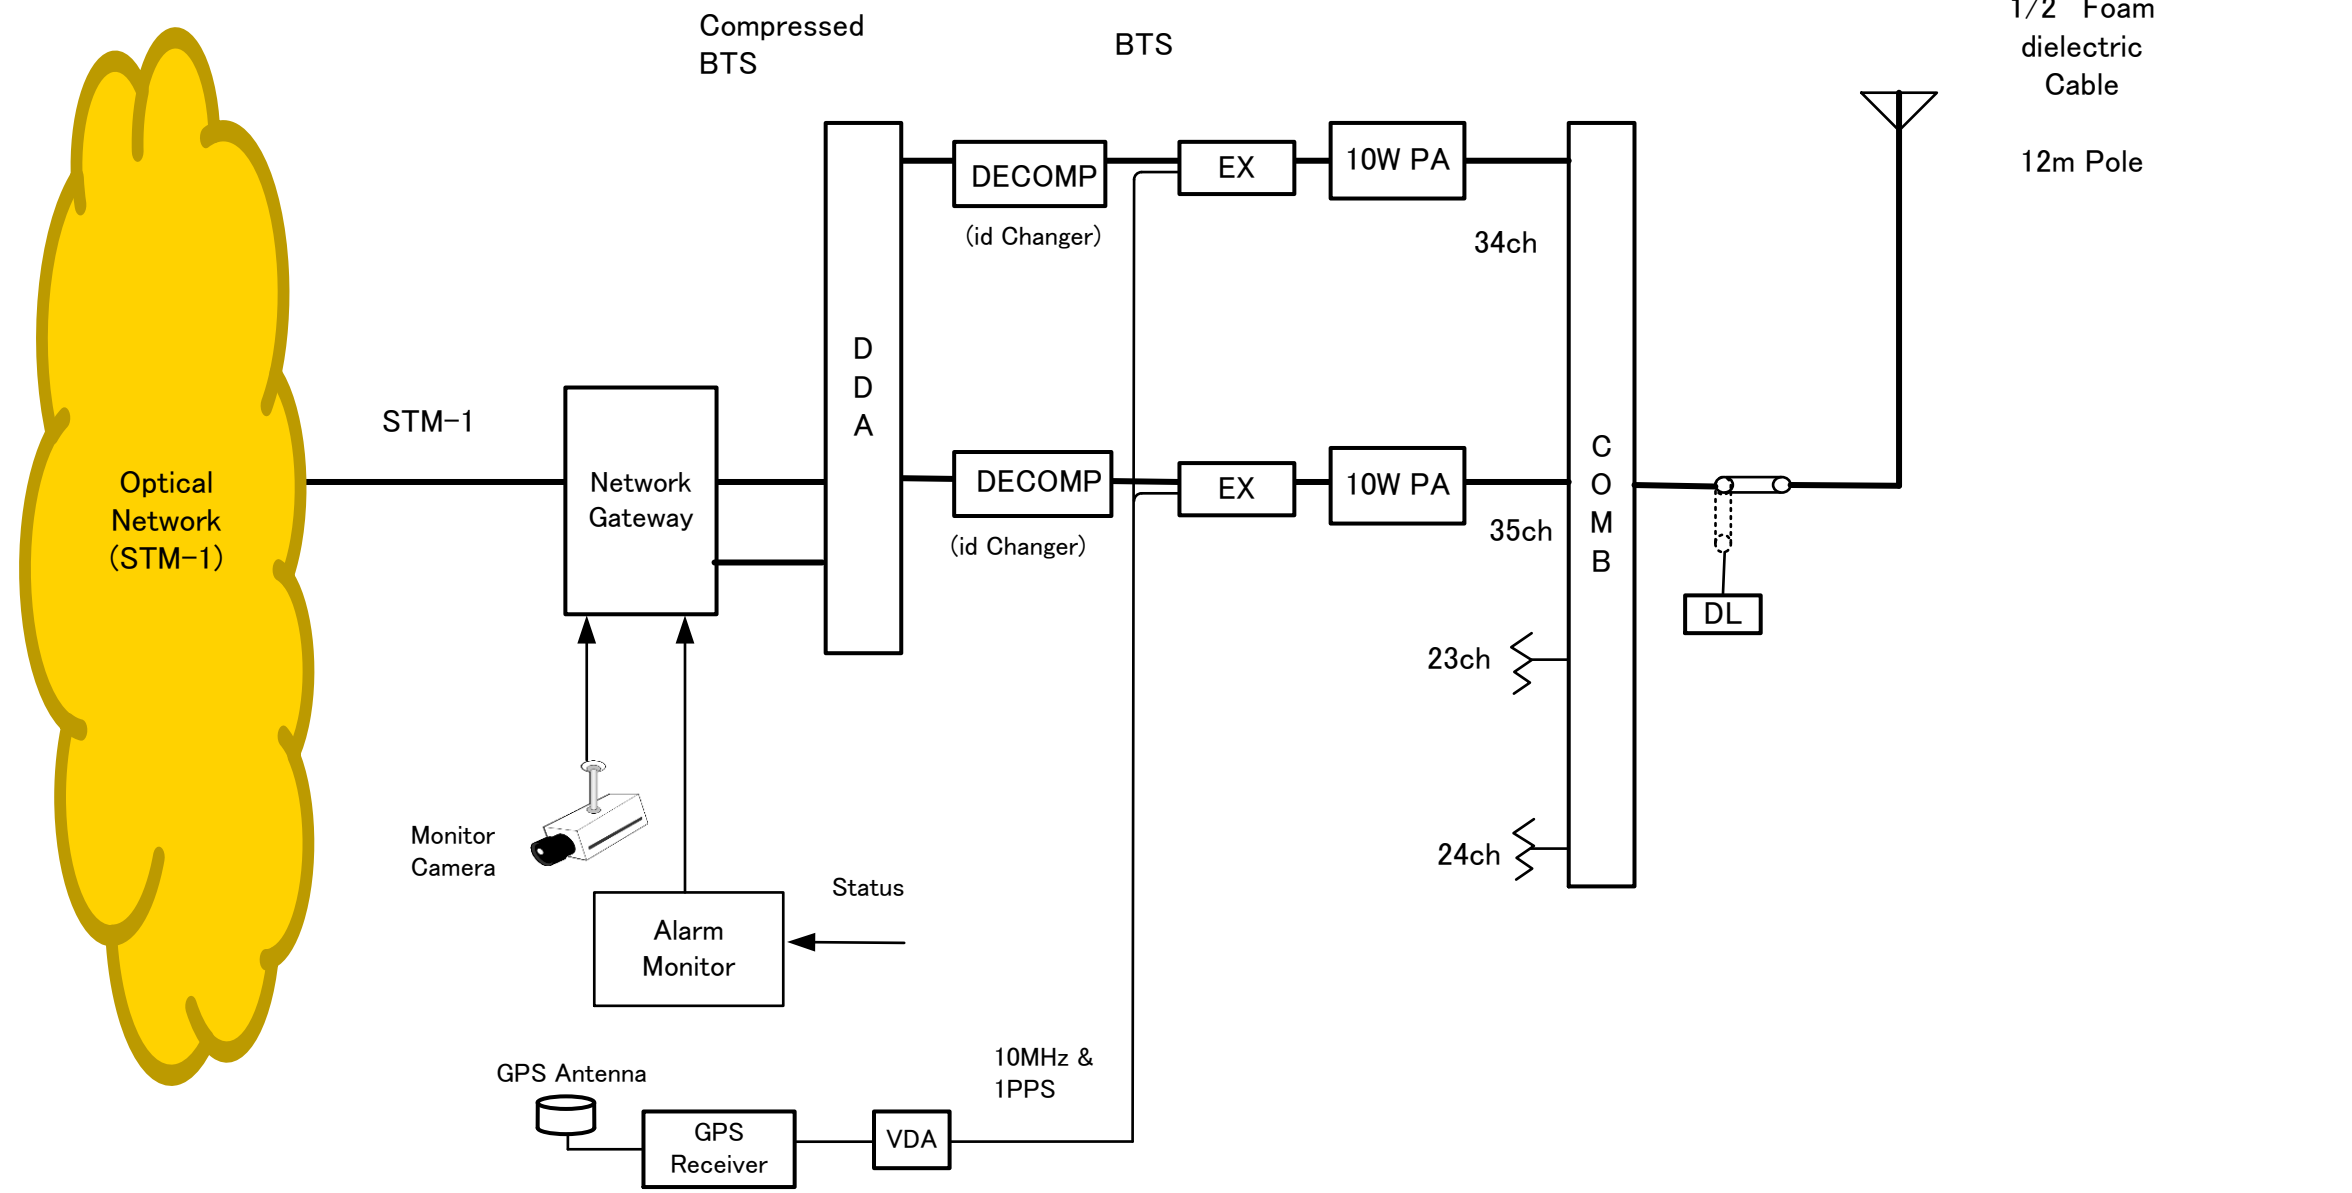 Compressed
BTS
BTS
1/2   Foam
dielectric
Cable
12m Pole
DECOMP
(id Changer)
EX
10W PA
34ch
D
D
A
STM-1
Optical
Network
(STM-1)
Network
Gateway
DECOMP
(id Changer)
EX
10W PA
35ch
C
O
M
B
DL
23ch
24ch
Monitor
Camera
Status
Alarm
Monitor
10MHz &
1PPS
GPS Antenna
GPS
Receiver
VDA